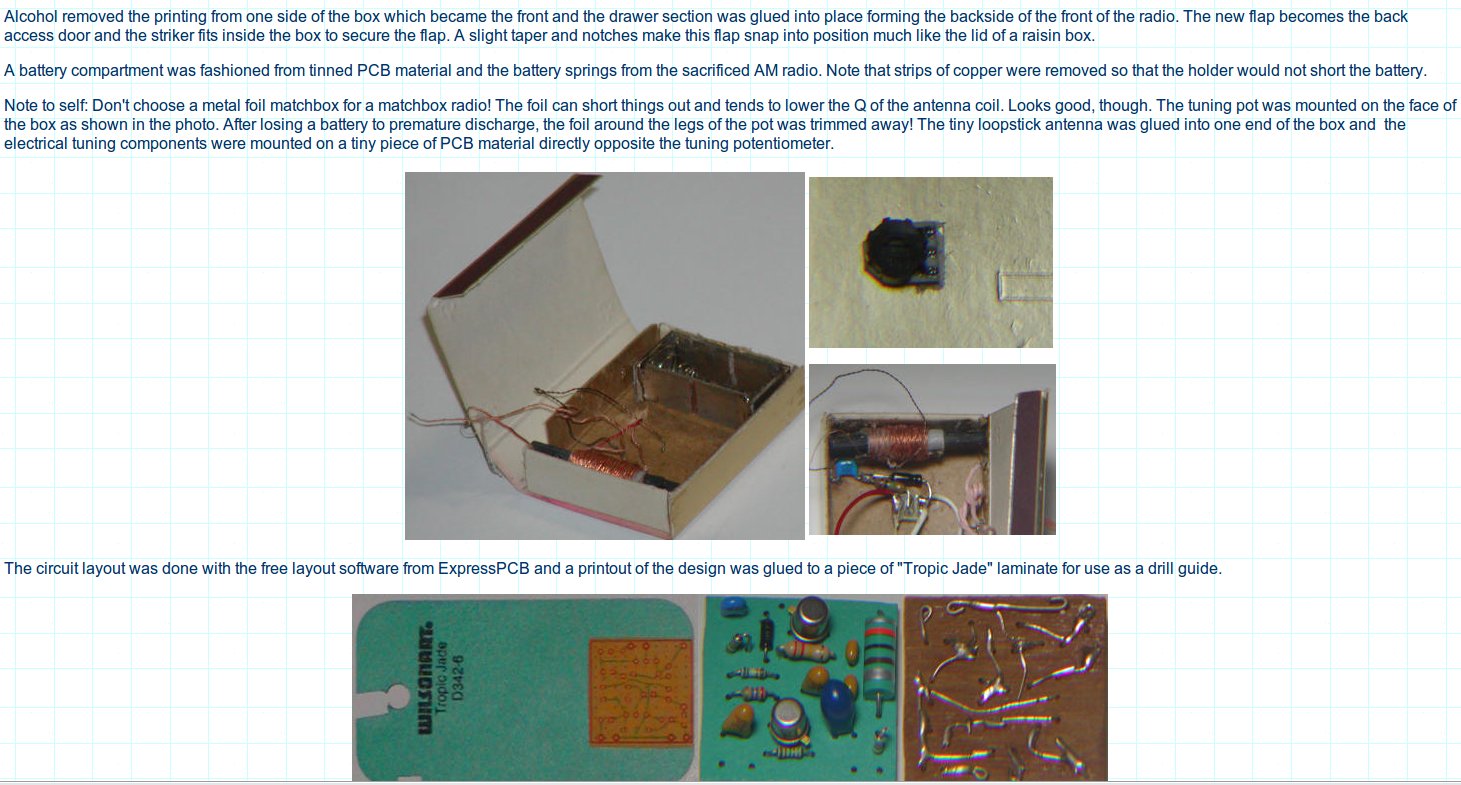 Alcohol removed the printing from one side of the box which became the front and the drawer section was glued into place forming the backside of the front of the radio. The new flap becomes the back
access door and the striker fits inside the box to secure the flap. A slight taper and notches make this flap snap into position much like the lid of a raisin box.
A battery compartment was fashioned from tinned PCB material and the battery springs from the sacrificed AM radio. Note that strips of copper were removed so that the holder would not short the battery.
Note to self: Don't choose a metal foil matchbox for a matchbox radio! The foil can short things out and tends to lower the Q of the antenna coil. Looks good, though. The tuning pot was mounted on the face of
the box as shown in the photo. After losing a battery to premature discharge, the foil around the legs of the pot was trimmed away! The tiny loopstick antenna was glued into one end of the box and the
electrical tuning components were mounted on a tiny piece of PCB material directly opposite the tuning potentiometer.
The circuit layout was done with the free layout software from ExpressPCB and a printout of the design was glued to a piece of "Tropic Jade" laminate for use as a drill guide.
WILSONART
Tropic Jade
D342-6